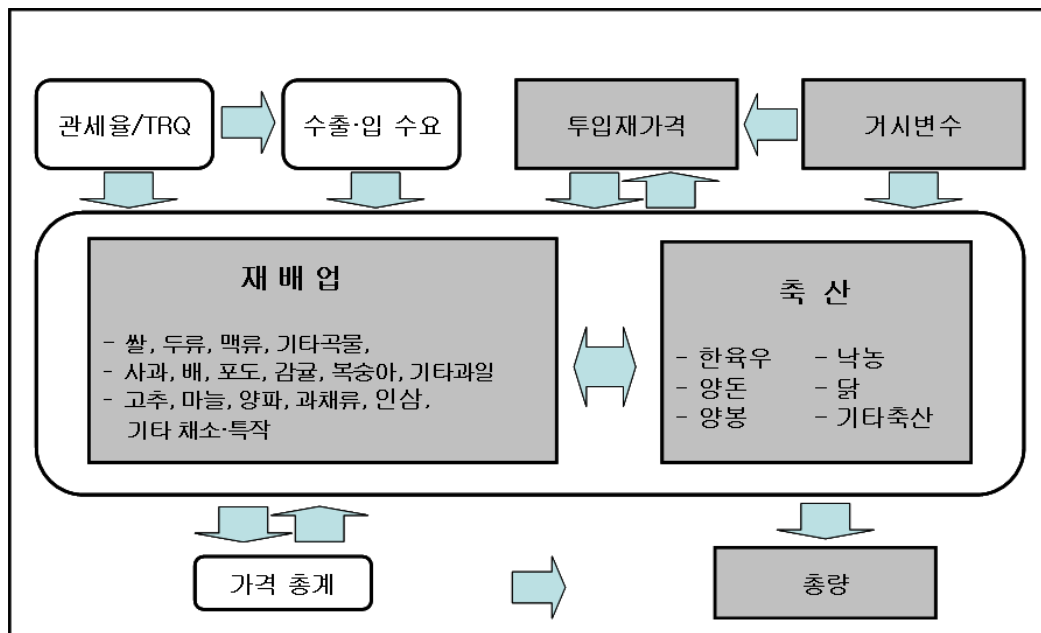 관세율/TRQ
수출·입 수요
투입재가격
거시변수
재 배 업
- 쌀, 두류, 맥류, 기타곡물,
- 사과, 배, 포도, 감귤, 복숭아, 기타과일
- 고추, 마늘, 양파, 과채류, 인삼,
기타 채소·특작
축 산
- 한육우
- 낙농
- 양돈
- 닭
- 양봉
- 기타축산
가격 총계
총량